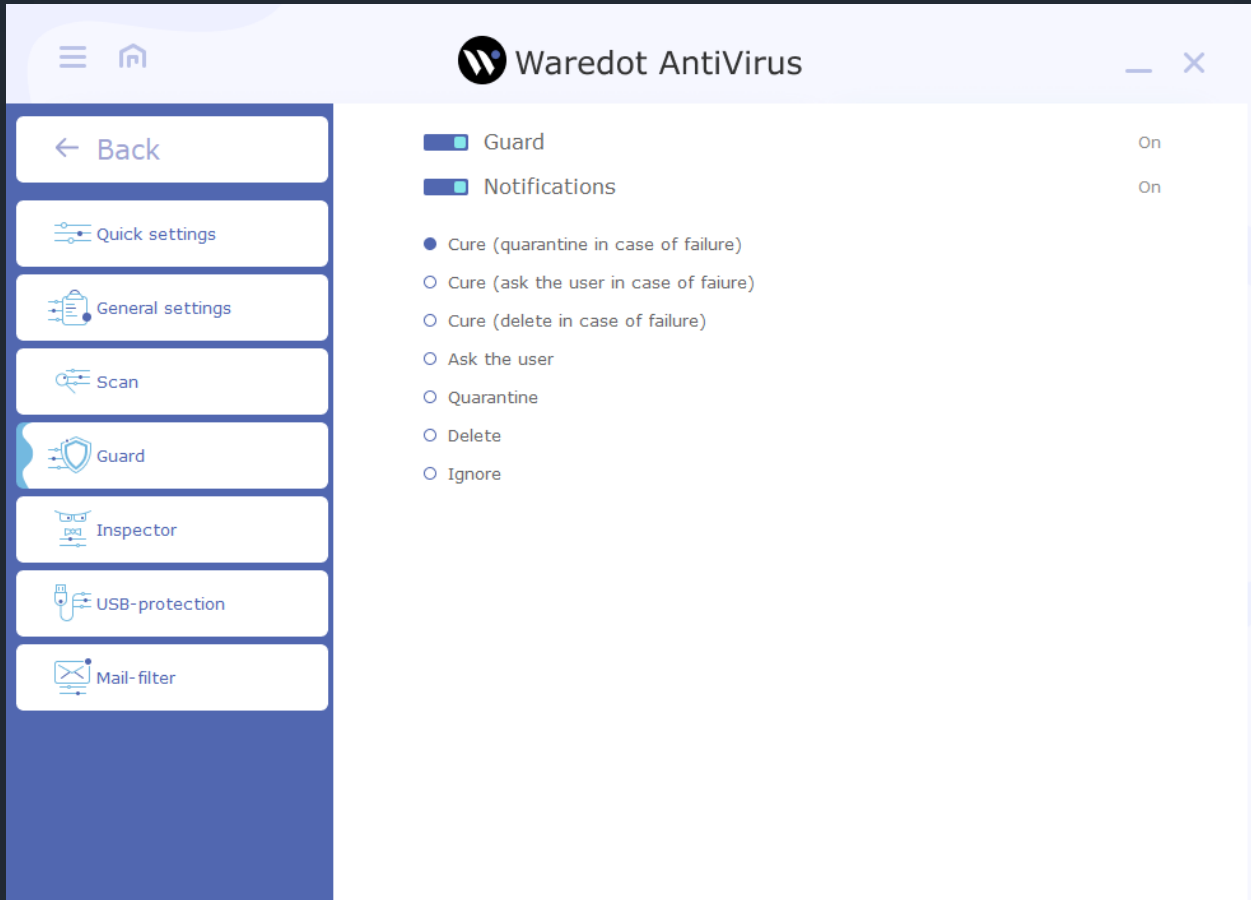 Waredot AntiVirus
Back
Quick settings
General settings
Scan
Guard
Inspector
USB-protection
Mail-filter
Guard On
Notifications On
Cure (quarantine in case of failure)
Cure (ask the user in case of faiure)
Cure (delete in case of failure)
Ask the user
Quarantine
Delete
Ignore